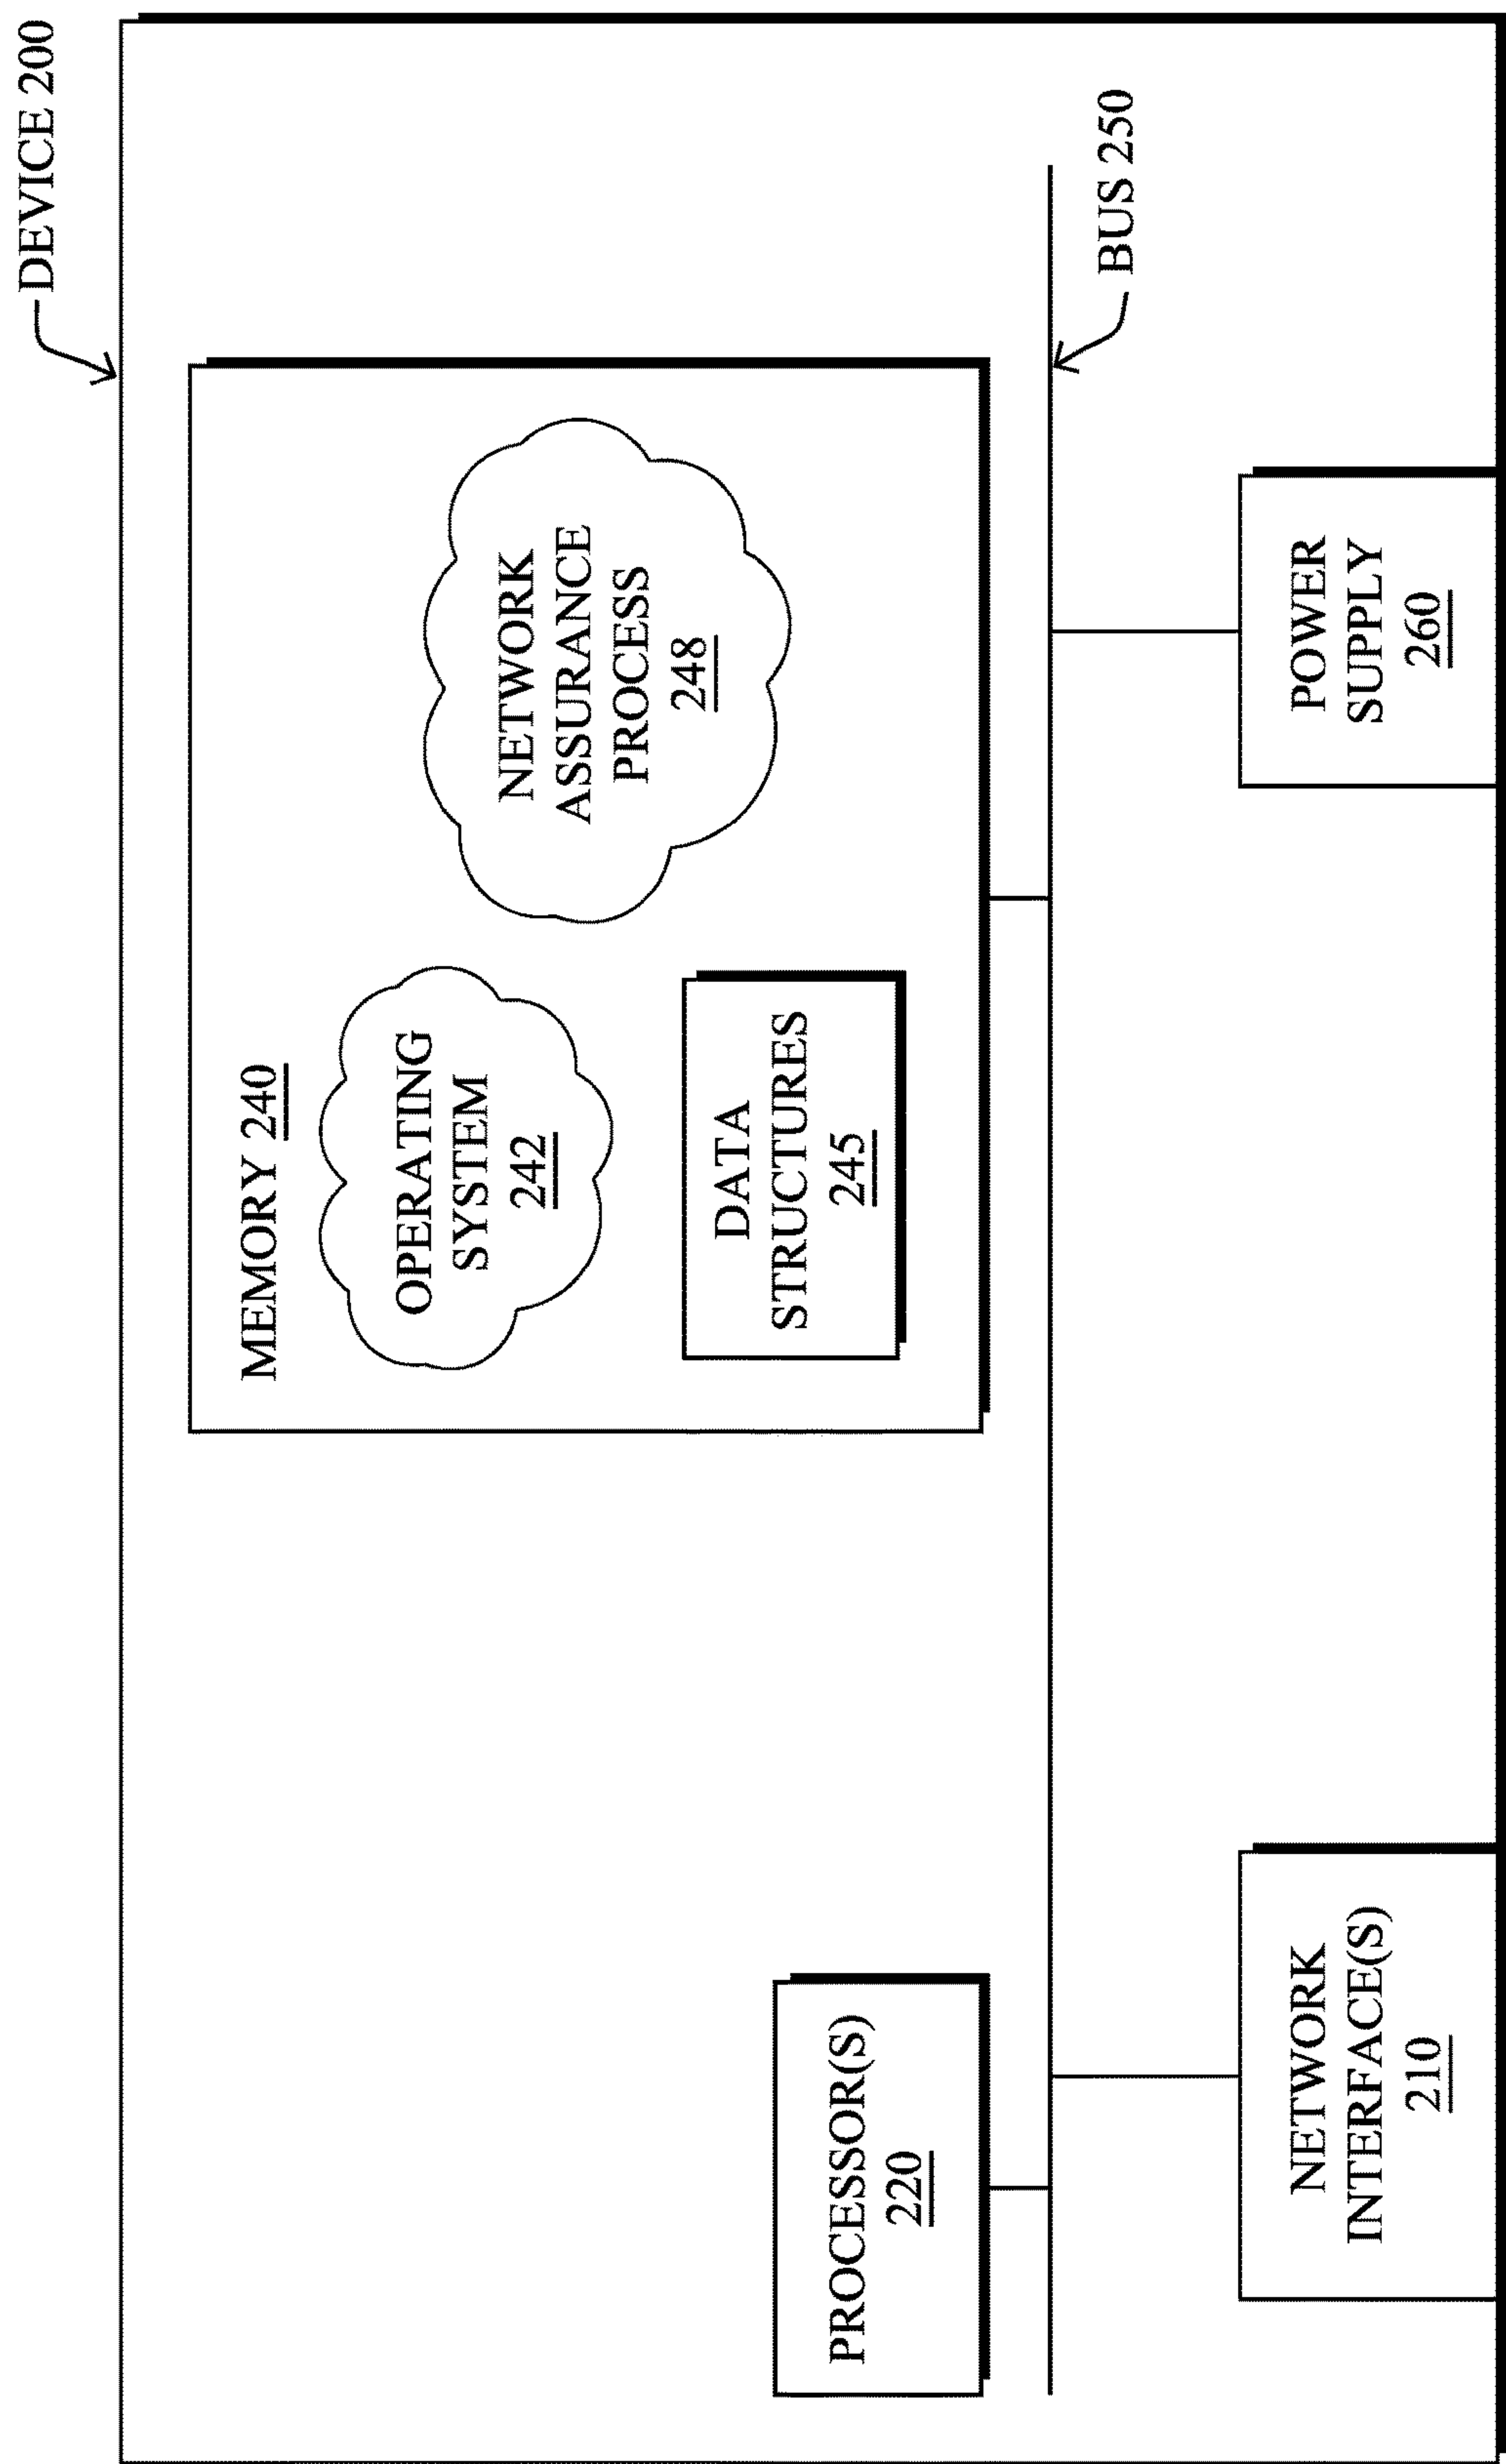 DEVICE 200
MEMORY 240
OPERATING
SYSTEM
242
NETWORK
ASSURANCE
PROCESS
248
DATA
STRUCTURES
245
PROCESSOR(S)
220
BUS 250
NETWORK
INTERFACE(S)
210
POWER
SUPPLY
260